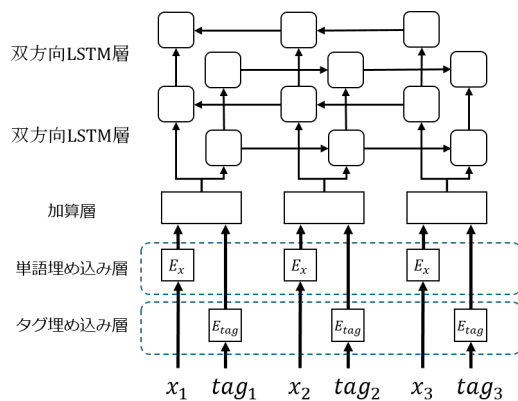 双方向LSTM層
双方向LSTM層
加算層
単語埋め込み層
E_x E_x E_x
タグ埋め込み層
E_tag E_tag E_tag
x_1 tag_1 x_2 tag_2 x_3 tag_3